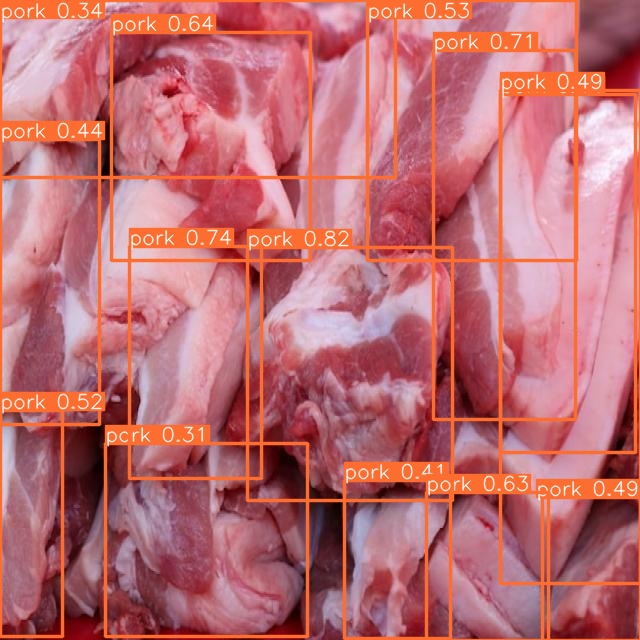 pork 0.34
pork 0.53
pork 0.64
pork 0.71
pork 0.49
pork 0.44
pork 0.74
pork 0.82
pork 0.52
pork 0.31
pork 0.41
pork 0.63
pork 0.49